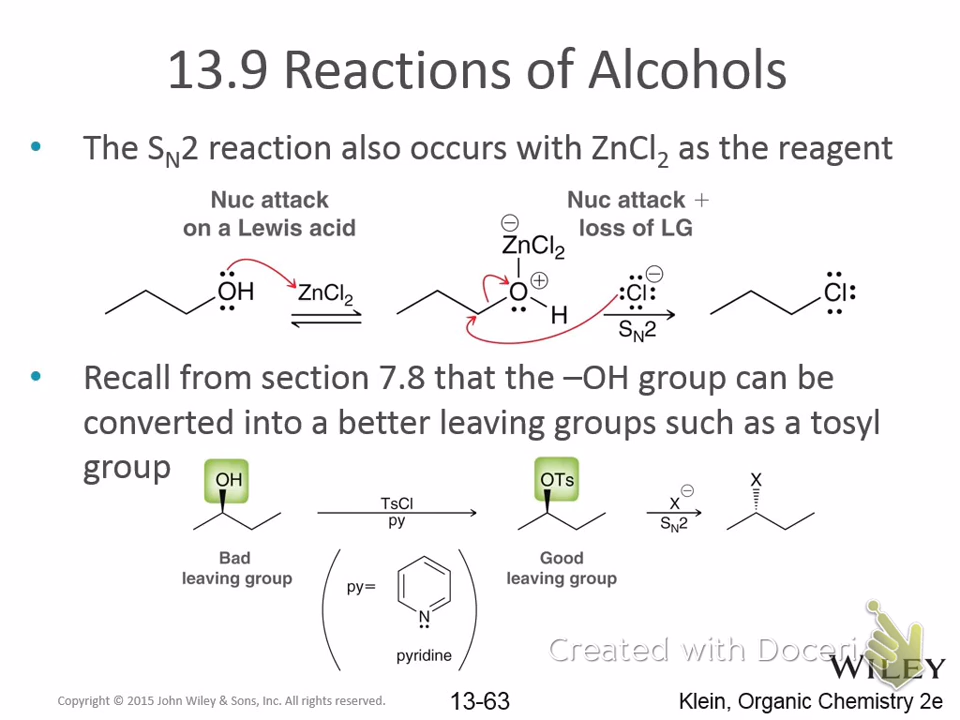 13.9 Reactions of Alcohols
• The SN2 reaction also occurs with ZnCl2 as the reagent
Nuc attack
on a Lewis acid
Nuc attack +
loss of LG
OH
ZnCl2
⊖
ZnCl2
O ⊕
H
Cl ⊖
SN2
Cl
• Recall from section 7.8 that the –OH group can be
converted into a better leaving groups such as a tosyl
group
OH
Bad
leaving group
TsCl
py
OTs
Good
leaving group
X ⊖
SN2
X
py=
N
pyridine
Created with Doceri
WILEY
Copyright © 2015 John Wiley & Sons, Inc. All rights reserved.
13-63
Klein, Organic Chemistry 2e